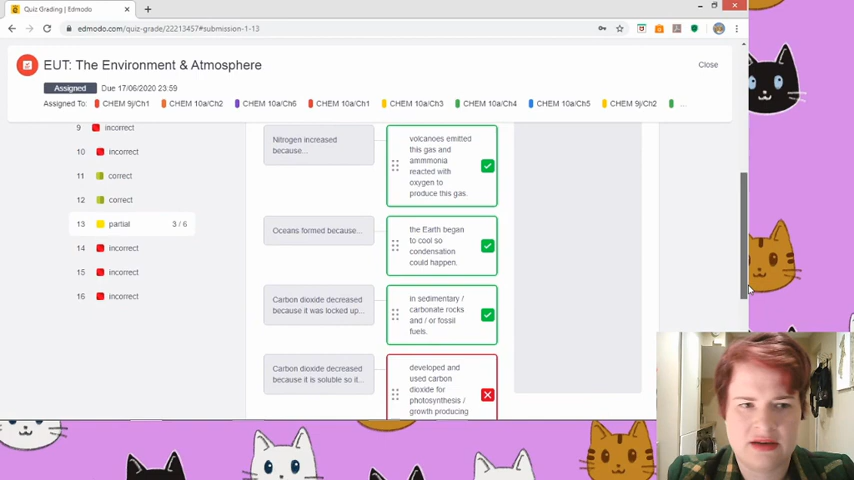 Quiz Grading | Edmodo
edmodo.com/quiz-grade/22213457#submission-1-13
EUT: The Environment & Atmosphere
Close
Assigned Due 17/06/2020 23:59
Assigned To: CHEM 9j/Ch1 CHEM 10a/Ch2 CHEM 10a/Ch6 CHEM 10a/Ch1 CHEM 10a/Ch3 CHEM 10a/Ch4 CHEM 10a/Ch5 CHEM 9j/Ch2 ...
9 incorrect
10 incorrect
11 correct
12 correct
13 partial 3 / 6
14 incorrect
15 incorrect
16 incorrect
Nitrogen increased
because...
volcanoes emitted
this gas and
ammmonia
reacted with
oxygen to
produce this gas.
Oceans formed because...
the Earth began
to cool so
condensation
could happen.
Carbon dioxide decreased
because it was locked up...
in sedimentary /
carbonate rocks
and / or fossil
fuels.
Carbon dioxide decreased
because it is soluble so it...
developed and
used carbon
dioxide for
photosynthesis /
growth producing